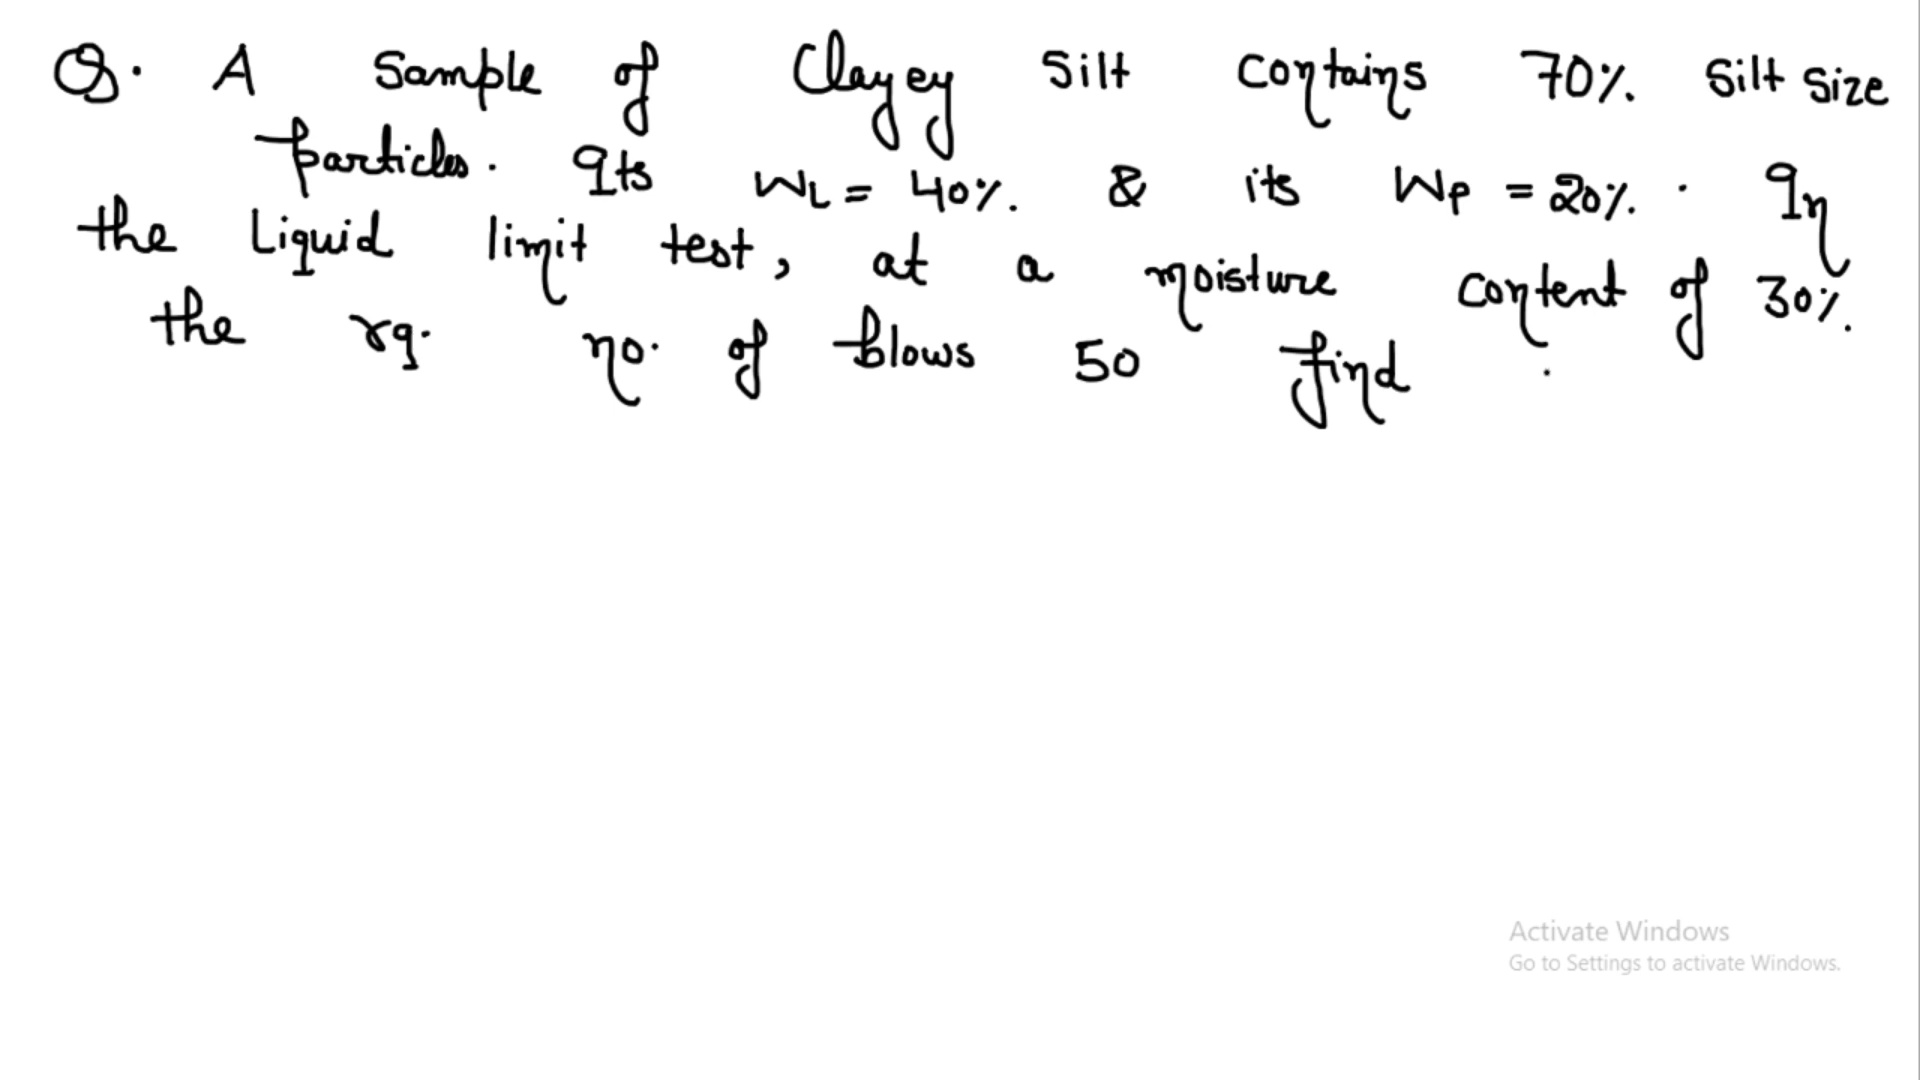 Q. A Sample of Clayey Silt contains 70%. Silt Size
particles. Its WL = 40%. & its Wp = 20%. In
the Liquid limit test, at a moisture content of 30%.
the rq. no. of blows 50 find :
Activate Windows
Go to Settings to activate Windows.